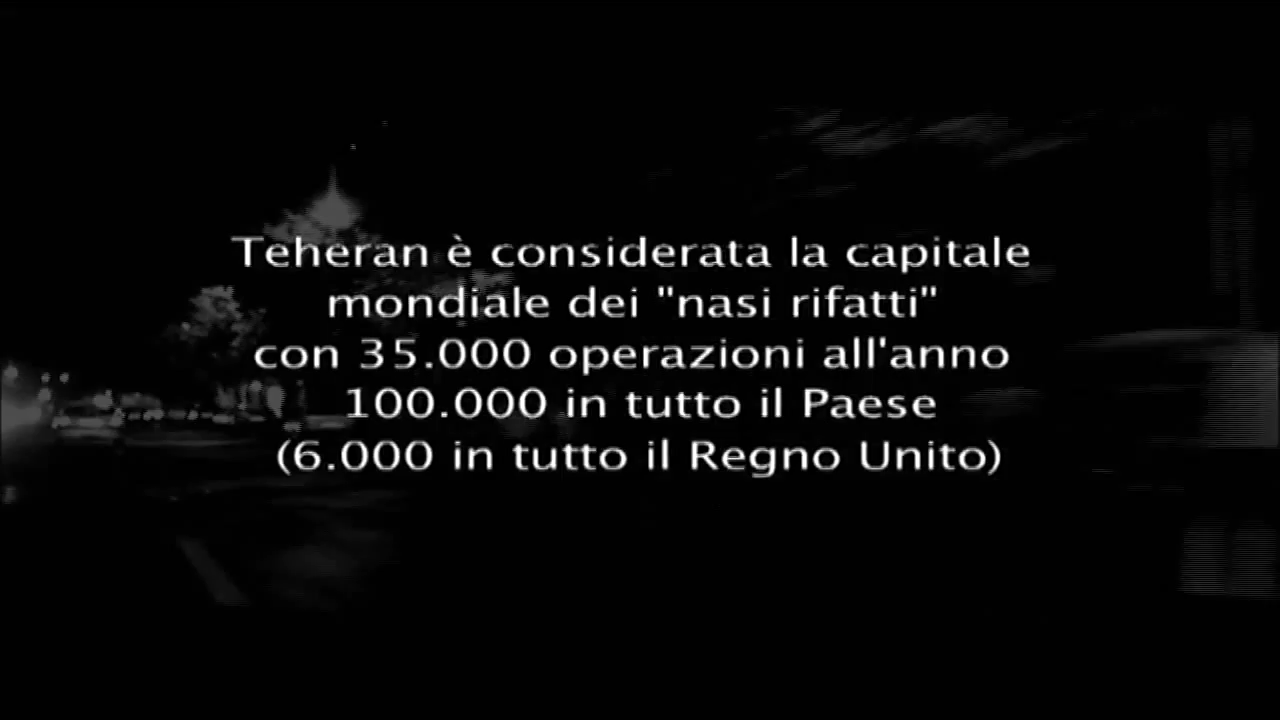 Teheran è considerata la capitale
mondiale dei "nasi rifatti"
con 35.000 operazioni all'anno
100.000 in tutto il Paese
(6.000 in tutto il Regno Unito)